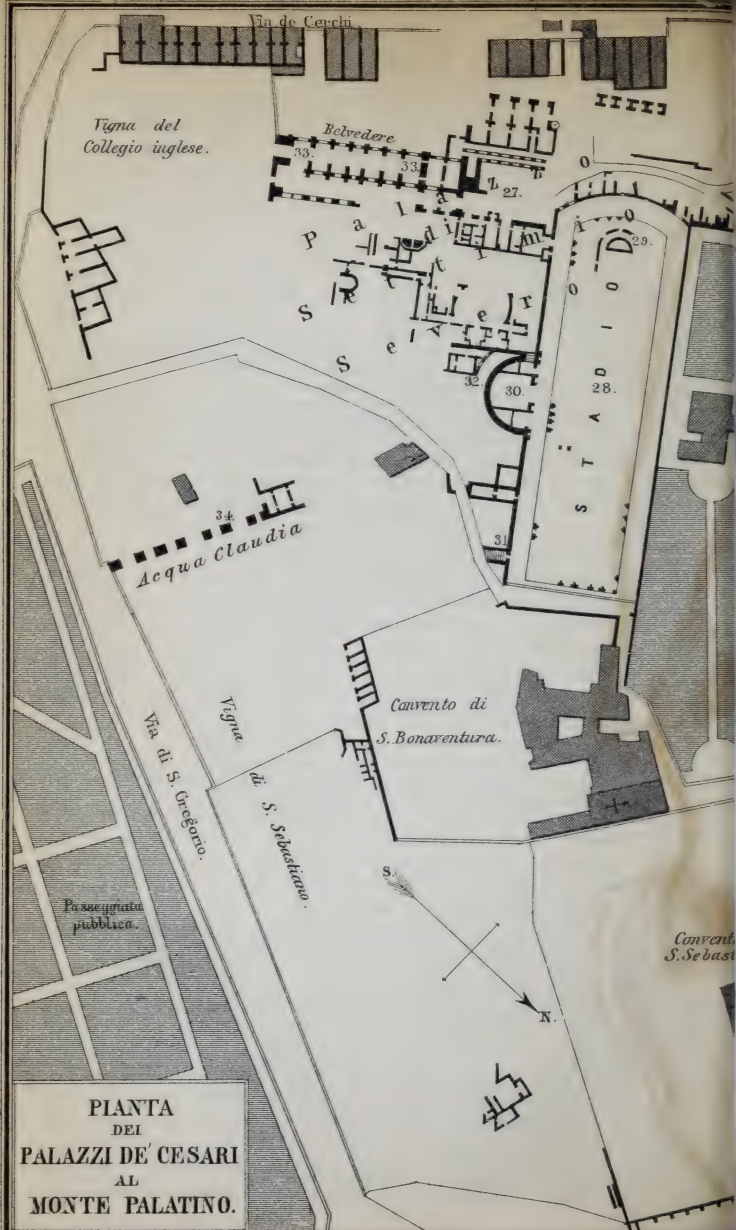 Via de Cerchi
Vigna del
Collegio inglese.
Belvedere
33.
33.
27.
Palazzo
di
Settimio
Severo
29.
STADIO
28.
30.
32.
31.
34.
Acqua Claudia
Convento di
S. Bonaventura.
Via di S. Gregorio.
Vigna di S. Sebastiano.
S.
N.
Passeggiata
pubblica.
Convent
S. Sebast
PIANTA
DEI
PALAZZI DE' CESARI
AL
MONTE PALATINO.